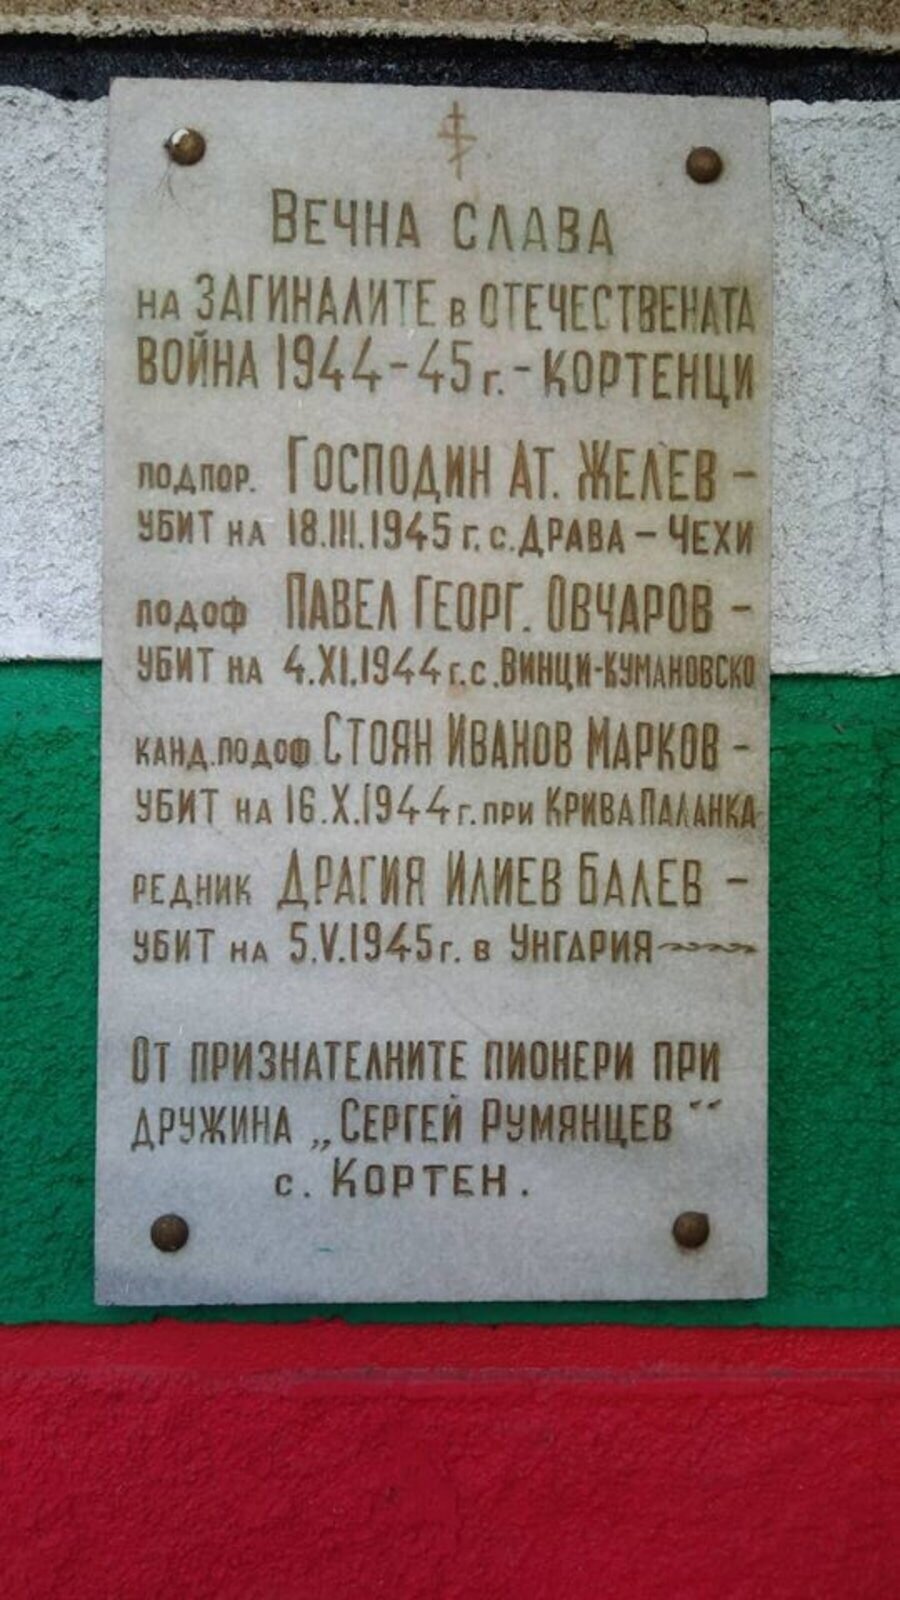 Вечна слава
на загиналите в Отечествената
война 1944-45 г. - Кортенци
подпор. Господин Ат. Желев -
убит на 18.III.1945 г. с. Драва - Чехи
подоф Павел Георг. Овчаров -
убит на 4.XI.1944 г. с. Винци-Кумановско
канд.подоф Стоян Иванов Марков -
убит на 16.X.1944 г. при Крива Паланка
редник Драгия Илиев Балев -
убит на 5.V.1945 г. в Унгария
От признателните пионери при
дружина „Сергей Румянцев"
с. Кортен.